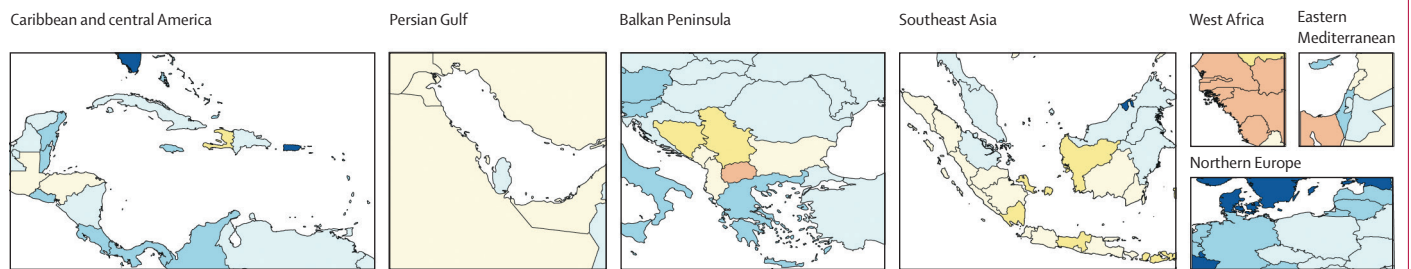 Caribbean and central America
Persian Gulf
Balkan Peninsula
Southeast Asia
West Africa
Eastern
Mediterranean
Northern Europe